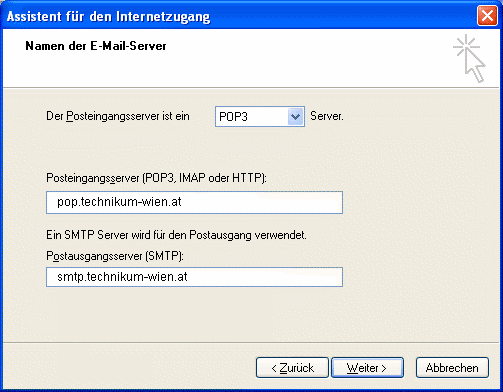 Assistent für den Internetzugang
Namen der E-Mail-Server
Der Posteingangsserver ist ein POP3 Server.
Posteingangsserver (POP3, IMAP oder HTTP):
pop.technikum-wien.at
Ein SMTP Server wird für den Postausgang verwendet.
Postausgangsserver (SMTP):
smtp.technikum-wien.at
< Zurück Weiter > Abbrechen